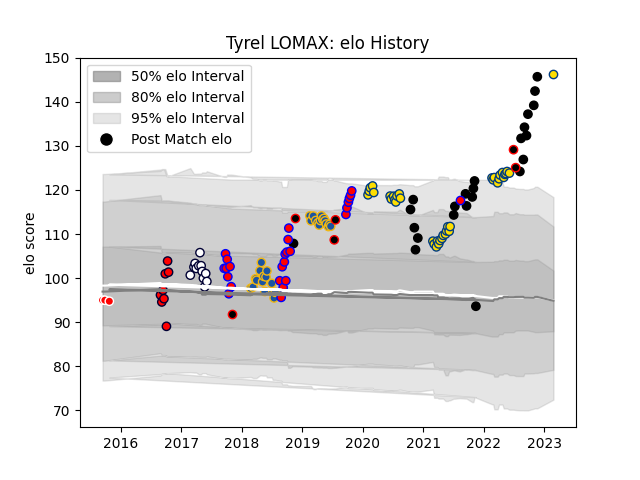 Tyrel LOMAX: elo History
50% elo Interval
80% elo Interval
95% elo Interval
Post Match elo
elo score
150
140
130
120
110
100
90
80
70
2016 2017 2018 2019 2020 2021 2022 2023